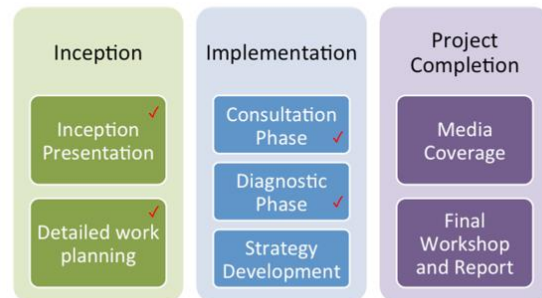 Inception
Inception
Presentation
Detailed work
planning
Implementation
Consultation
Phase
Diagnostic
Phase
Strategy
Development
Project
Completion
Media
Coverage
Final
Workshop
and Report